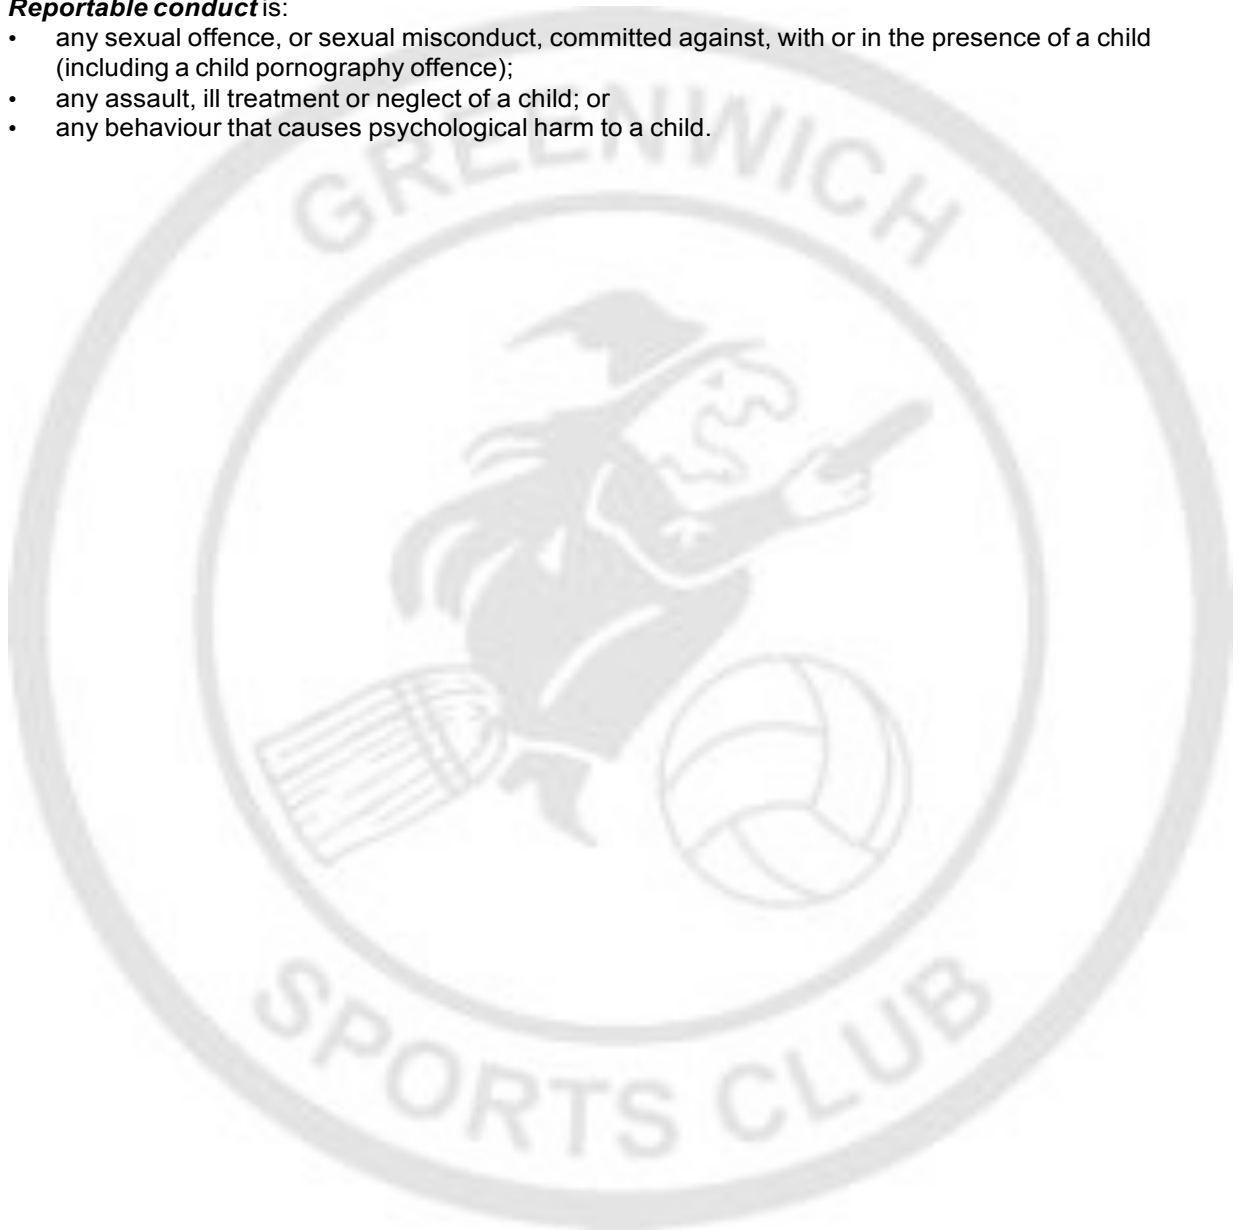 Reportable conduct is:
• any sexual offence, or sexual misconduct, committed against, with or in the presence of a child
(including a child pornography offence);
• any assault, ill treatment or neglect of a child; or
• any behaviour that causes psychological harm to a child.
GREENWICH
SPORTS CLUB